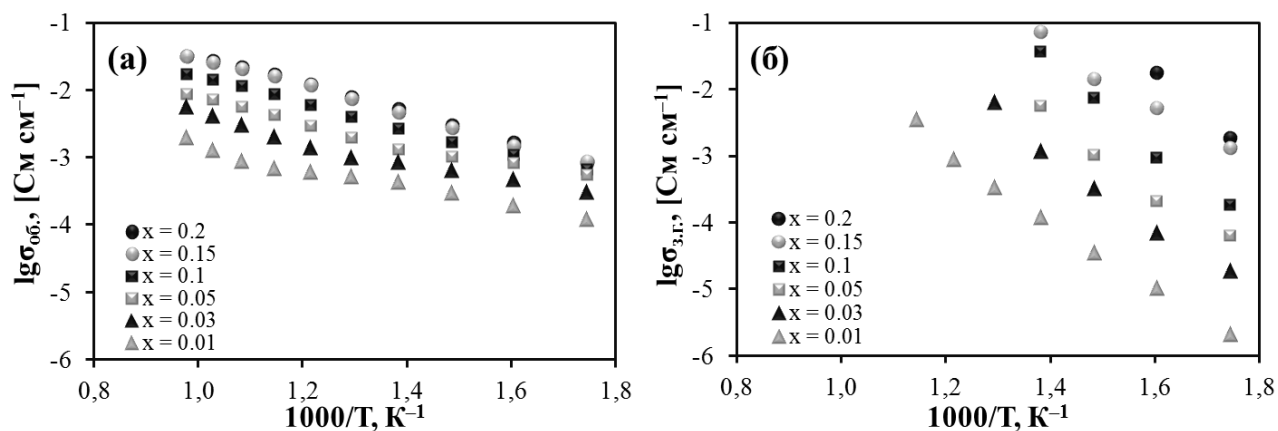 (а)
lgσоб., [См см⁻¹
-1
-2
-3
-4
-5
-6
x = 0.2
x = 0.15
x = 0.1
x = 0.05
x = 0.03
x = 0.01
0,8 1,0 1,2 1,4 1,6 1,8
1000/T, K⁻¹
(б)
lgσз.г., [См см⁻¹
-1
-2
-3
-4
-5
-6
x = 0.2
x = 0.15
x = 0.1
x = 0.05
x = 0.03
x = 0.01
0,8 1,0 1,2 1,4 1,6 1,8
1000/T, K⁻¹